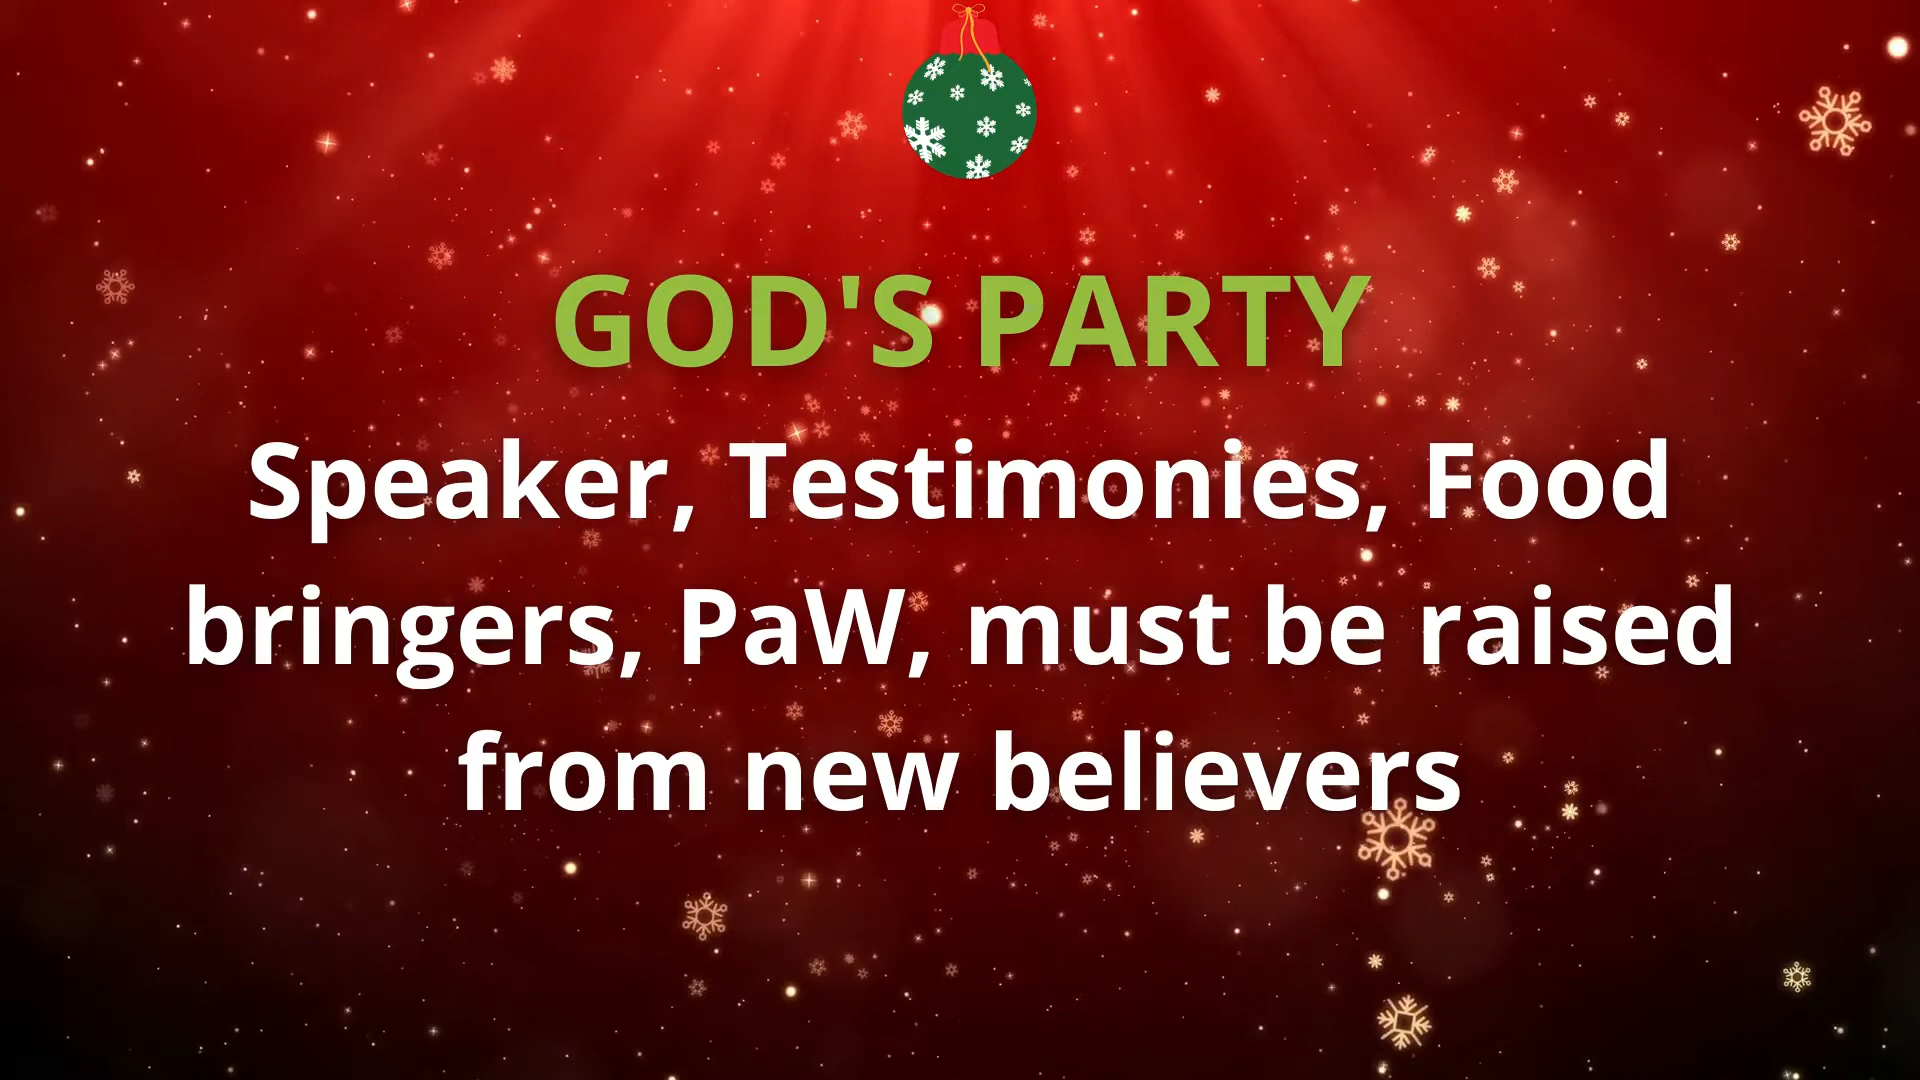 GOD'S PARTY
Speaker, Testimonies, Food
bringers, PaW, must be raised
from new believers